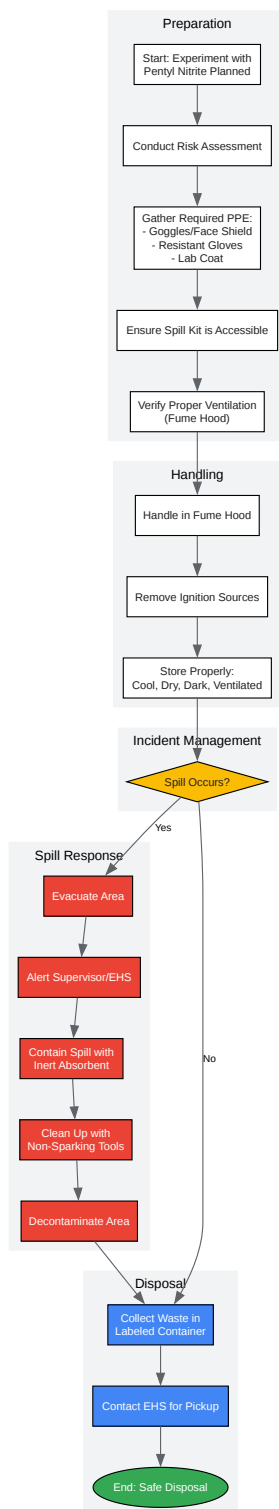 Preparation
Start: Experiment with
Pentyl Nitrite Planned
Conduct Risk Assessment
Gather Required PPE:
- Goggles/Face Shield
- Resistant Gloves
- Lab Coat
Ensure Spill Kit is Accessible
Verify Proper Ventilation
(Fume Hood)
Handling
Handle in Fume Hood
Remove Ignition Sources
Store Properly:
Cool, Dry, Dark, Ventilated
Incident Management
Spill Occurs?
Yes
Spill Response
Evacuate Area
Alert Supervisor/EHS
Contain Spill with
Inert Absorbent
No
Clean Up with
Non-Sparking Tools
Decontaminate Area
Disposal
Collect Waste in
Labeled Container
Contact EHS for Pickup
End: Safe Disposal